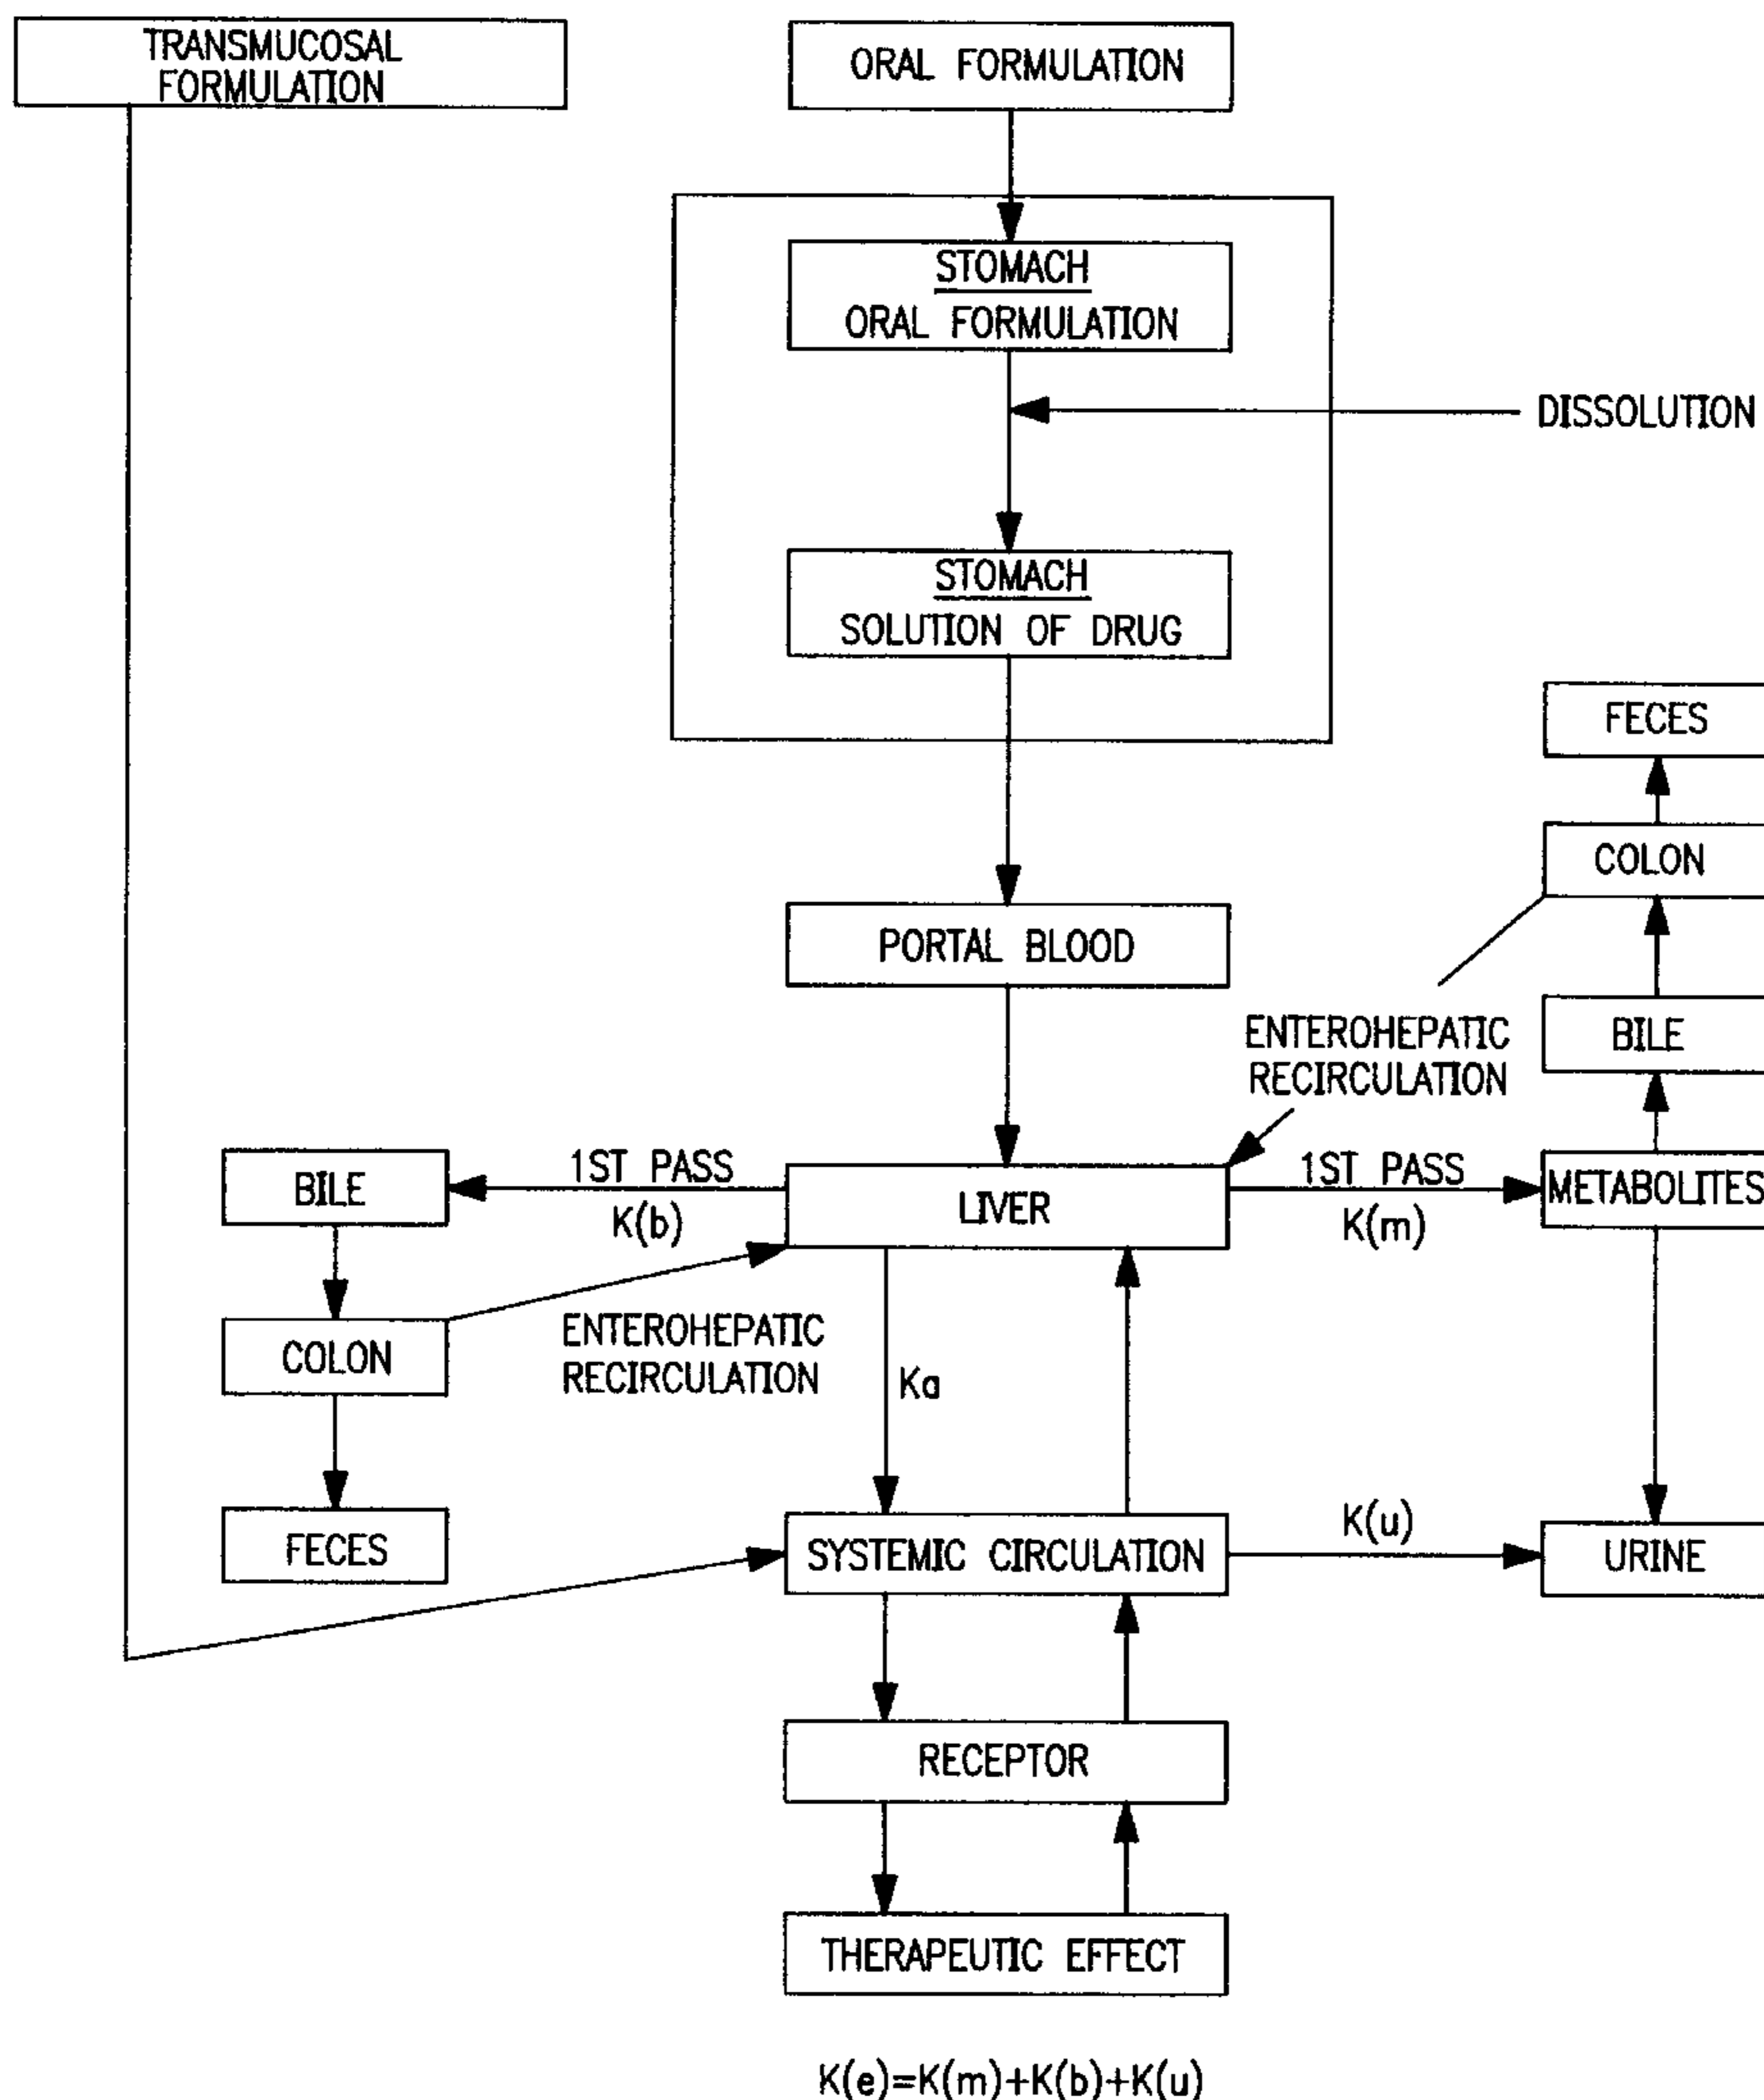 TRANSMUCOSAL
FORMULATION
ORAL FORMULATION
STOMACH
ORAL FORMULATION
DISSOLUTION
STOMACH
SOLUTION OF DRUG
FECES
COLON
PORTAL BLOOD
ENTEROHEPATIC
RECIRCULATION
BILE
BILE
1ST PASS
K(b)
LIVER
1ST PASS
K(m)
METABOLITES
COLON
ENTEROHEPATIC
RECIRCULATION
Ka
FECES
SYSTEMIC CIRCULATION
K(u)
URINE
RECEPTOR
THERAPEUTIC EFFECT
K(e)=K(m)+K(b)+K(u)